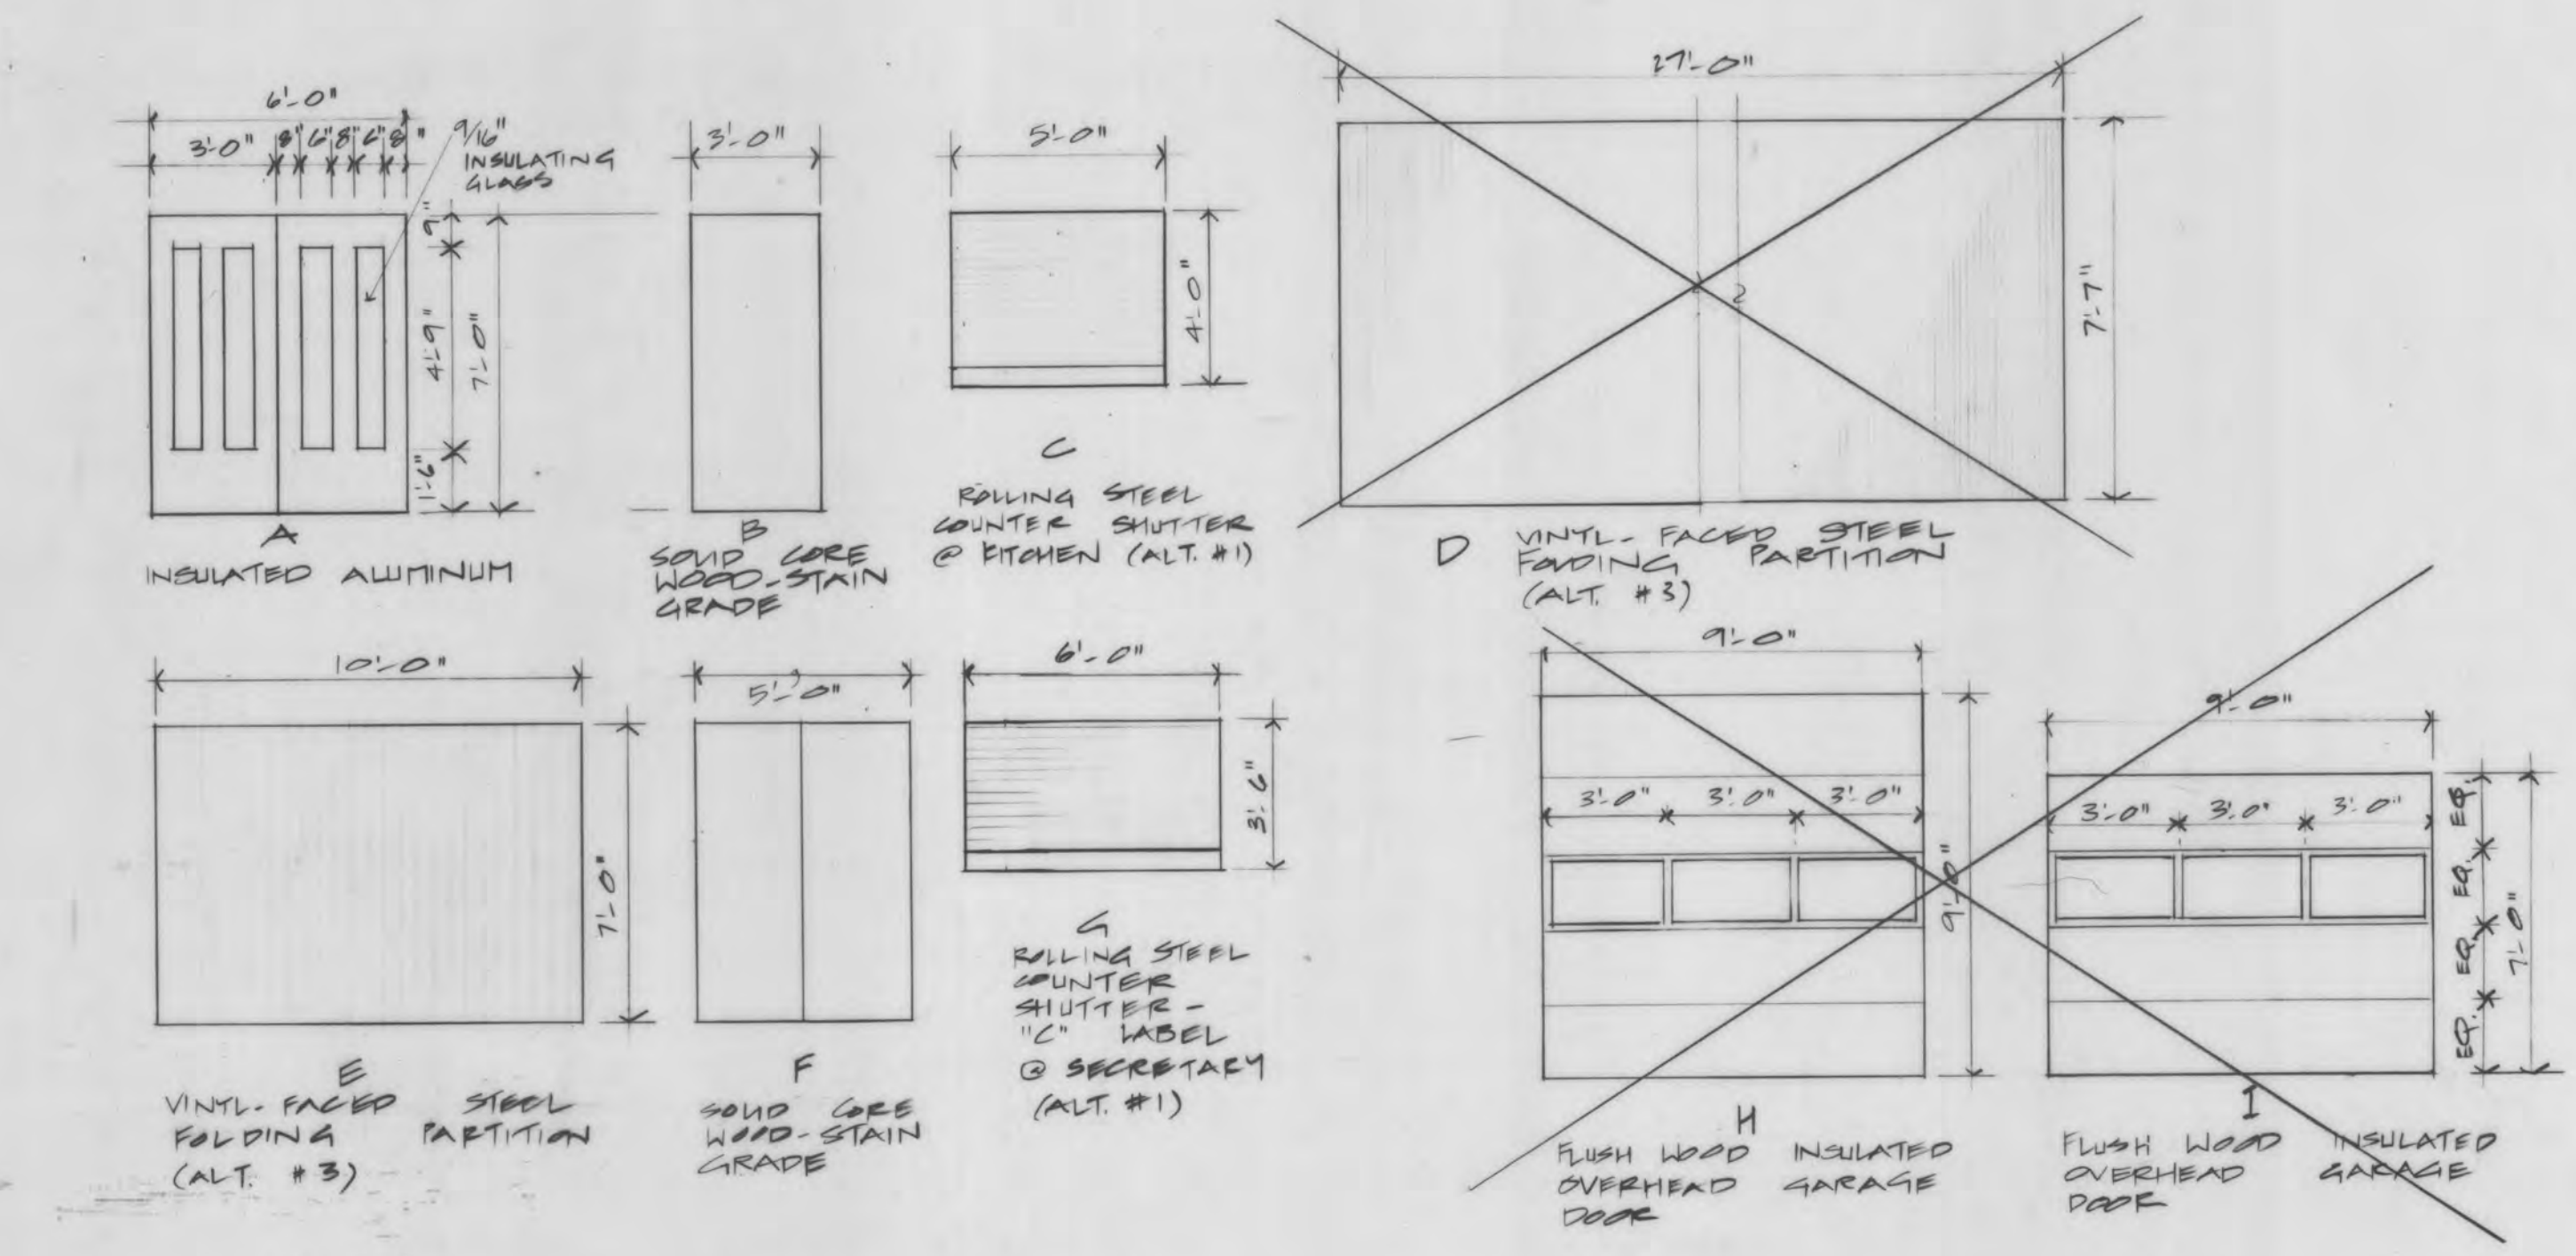 6'-0"
3'-0" 8" 6" 8" 6" 8"
9/16"
INSULATING
GLASS
9"
4'-9"
7'-0"
1'-6"
A
INSULATED ALUMINUM
3'-0"
B
SOLID CORE
WOOD-STAIN
GRADE
5'-0"
4'-0"
C
ROLLING STEEL
COUNTER SHUTTER
@ KITCHEN (ALT. #1)
27'-0"
2
7'-7"
D VINYL-FACED STEEL
FOLDING PARTITION
(ALT. #3)
10'-0"
7'-0"
E
VINYL-FACED STEEL
FOLDING PARTITION
(ALT. #3)
5'-0"
F
SOLID CORE
WOOD-STAIN
GRADE
6'-0"
3'-6"
G
ROLLING STEEL
COUNTER
SHUTTER -
"C" LABEL
@ SECRETARY
(ALT. #1)
9'-0"
3'-0" 3'-0" 3'-0"
9'-0"
H
FLUSH WOOD INSULATED
OVERHEAD GARAGE
DOOR
9'-0"
3'-0" 3'-0" 3'-0"
EQ.
EQ.
EQ.
EQ.
7'-0"
I
FLUSH WOOD INSULATED
OVERHEAD GARAGE
DOOR